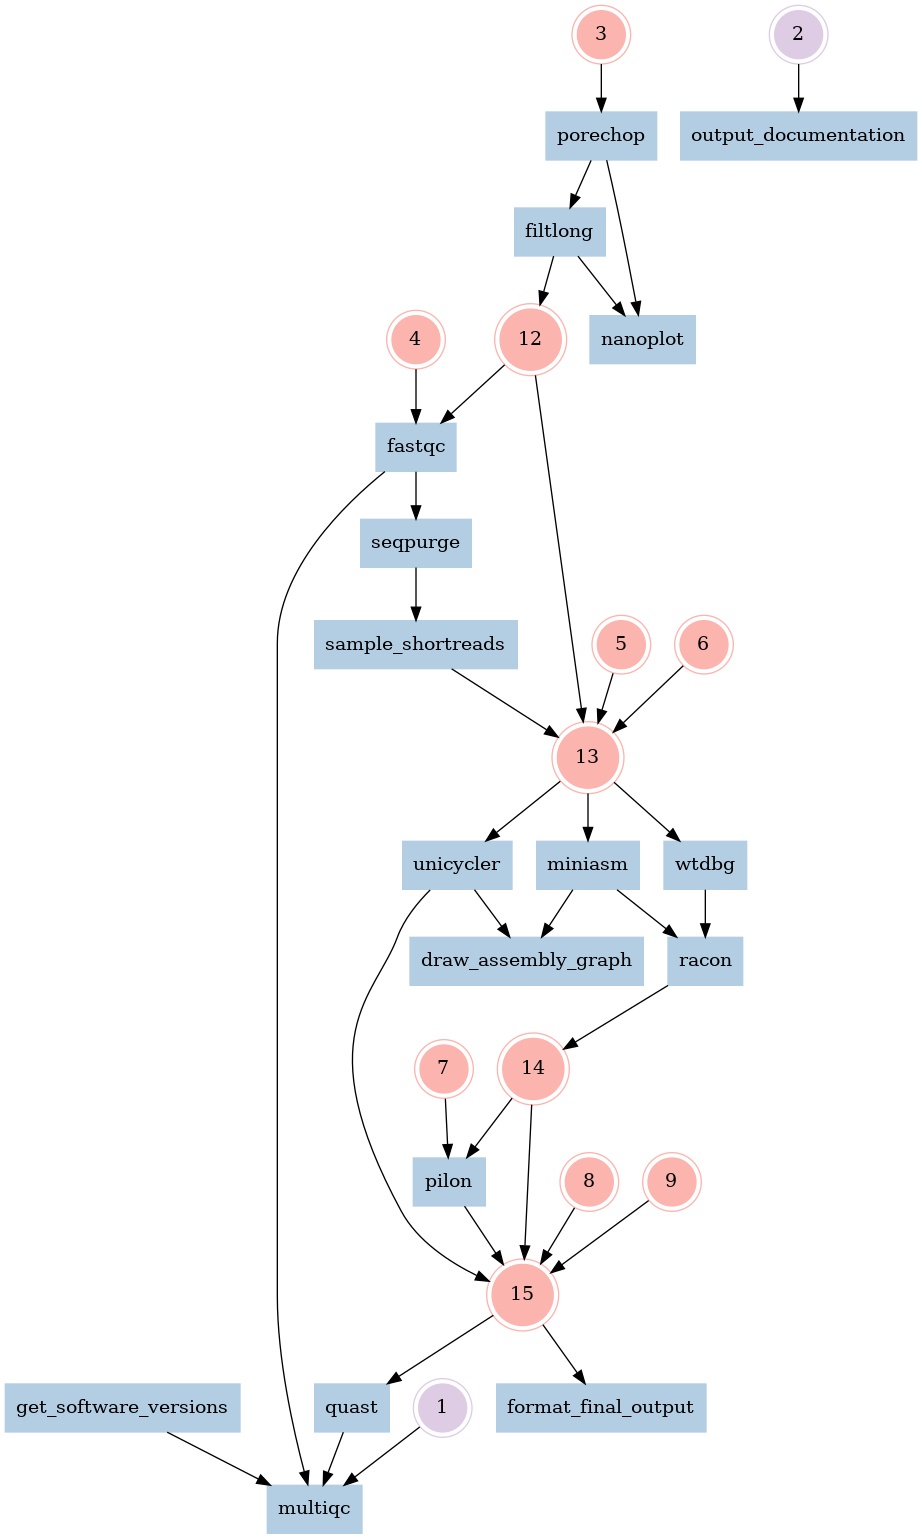 3
2
porechop
output_documentation
filtlong
4
12
nanoplot
fastqc
seqpurge
sample_shortreads
5
6
13
unicycler
miniasm
wtdbg
draw_assembly_graph
racon
7
14
pilon
8
9
15
get_software_versions
quast
1
format_final_output
multiqc